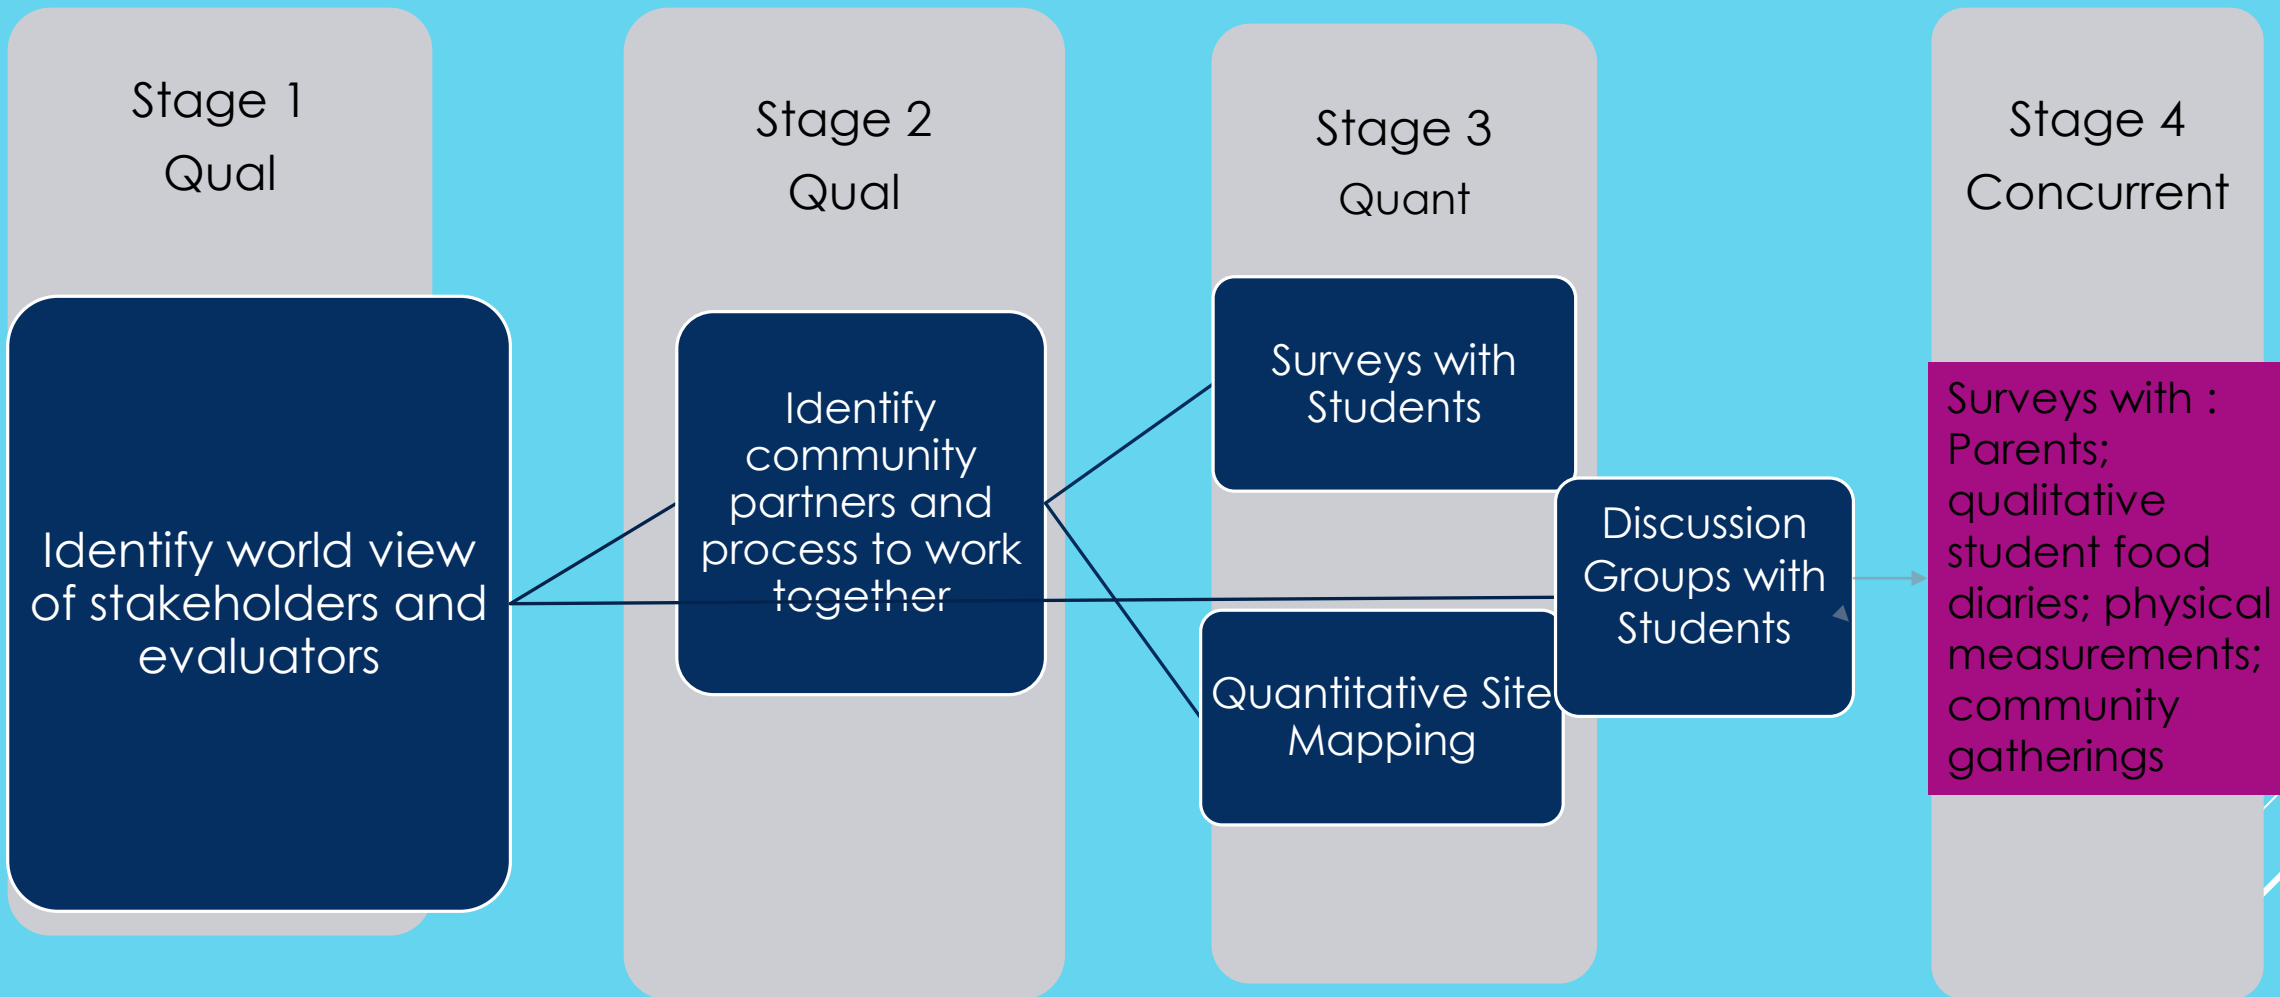 Stage 1
Qual
Identify world view
of stakeholders and
evaluators
Stage 2
Qual
Identify
community
partners and
process to work
together
Stage 3
Quant
Surveys with
Students
Quantitative Site
Mapping
Discussion
Groups with
Students
Stage 4
Concurrent
Surveys with :
Parents;
qualitative
student food
diaries; physical
measurements;
community
gatherings